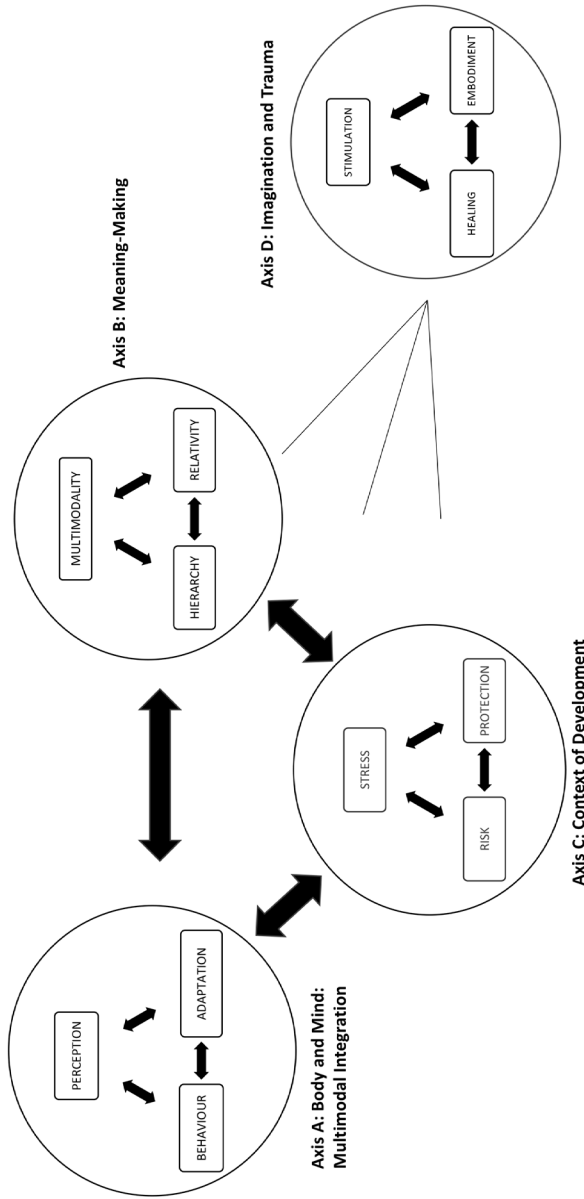 Axis B: Meaning-Making
Axis D: Imagination and Trauma
PERCEPTION
BEHAVIOUR
ADAPTATION
MULTIMODALITY
HIERARCHY
RELATIVITY
STIMULATION
HEALING
EMBODIMENT
Axis A: Body and Mind:
Multimodal Integration
STRESS
RISK
PROTECTION
Axis C: Context of Development